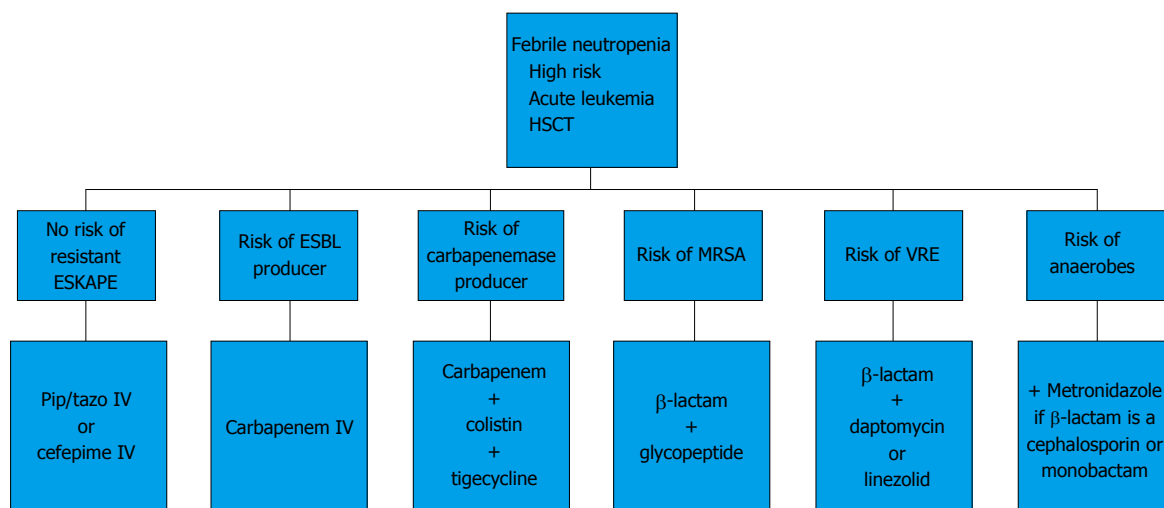 Febrile neutropenia
High risk
Acute leukemia
HSCT
No risk of
resistant
ESKAPE
Risk of ESBL
producer
Risk of
carbapenemase
producer
Risk of MRSA
Risk of VRE
Risk of
anaerobes
Pip/tazo IV
or
cefepime IV
Carbapenem IV
Carbapenem
+
colistin
+
tigecycline
β-lactam
+
glycopeptide
β-lactam
+
daptomycin
or
linezolid
+ Metronidazole
if β-lactam is a
cephalosporin or
monobactam